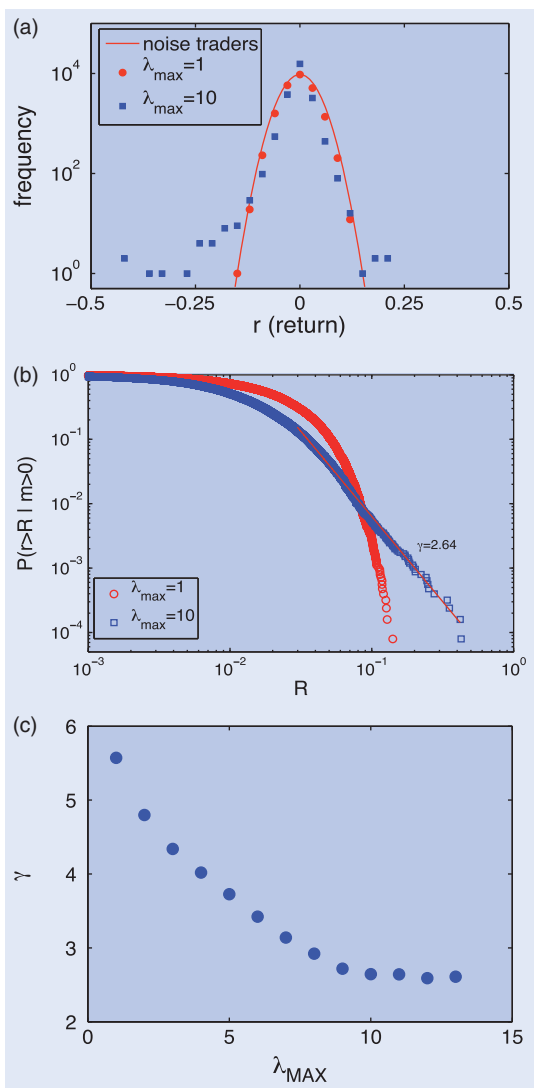 (a)
noise traders
λmax=1
λmax=10
10^4
10^2
10^0
frequency
−0.5 −0.25 0 0.25 0.5
r (return)
(b)
10^0
10^−1
10^−2
10^−3
10^−4
P(r>R | m>0)
γ=2.64
λmax=1
λmax=10
10^−3 10^−2 10^−1 10^0
R
(c)
6
5
4
3
2
γ
0 5 10 15
λMAX